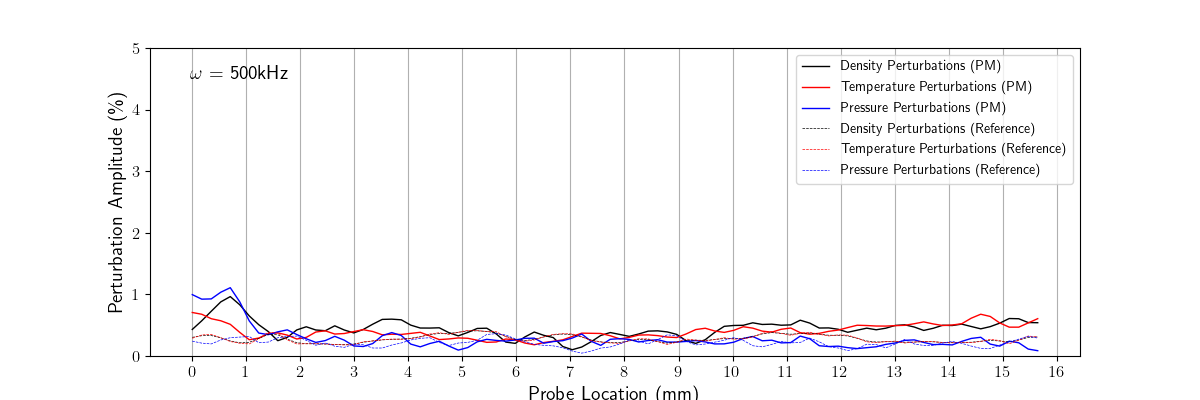 ω = 500kHz
Density Perturbations (PM)
Temperature Perturbations (PM)
Pressure Perturbations (PM)
Density Perturbations (Reference)
Temperature Perturbations (Reference)
Pressure Perturbations (Reference)
Perturbation Amplitude (%)
5
4
3
2
1
0
0 1 2 3 4 5 6 7 8 9 10 11 12 13 14 15 16
Probe Location (mm)